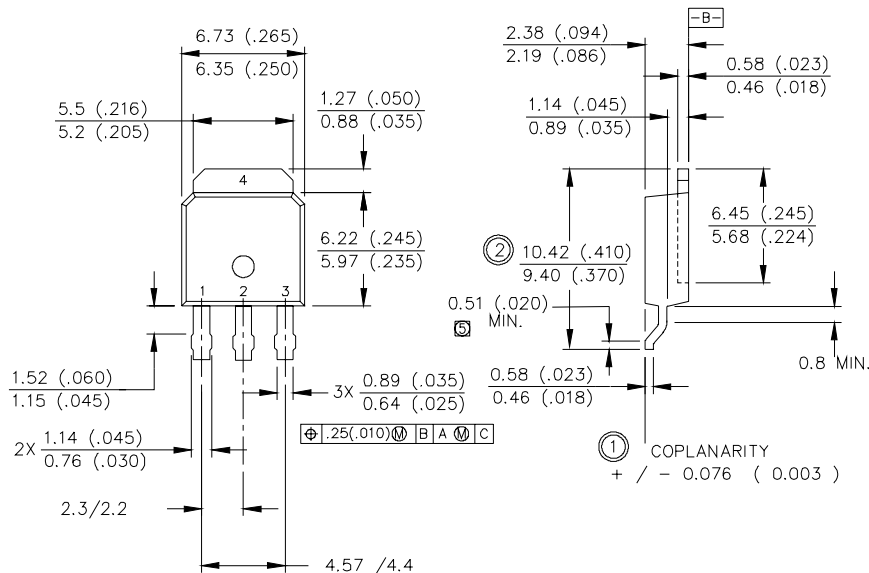 6.73 (.265)
6.35 (.250)
5.5 (.216)
5.2 (.205)
1.27 (.050)
0.88 (.035)
4
6.22 (.245)
5.97 (.235)
1 2 3
1.52 (.060)
1.15 (.045)
3X 0.89 (.035)
0.64 (.025)
2X 1.14 (.045)
0.76 (.030)
⌖ .25(.010) Ⓜ B A Ⓜ C
2.3/2.2
4.57 /4.4
-B-
2.38 (.094)
2.19 (.086)
0.58 (.023)
0.46 (.018)
1.14 (.045)
0.89 (.035)
6.45 (.245)
5.68 (.224)
② 10.42 (.410)
9.40 (.370)
0.51 (.020)
5 MIN.
0.8 MIN.
0.58 (.023)
0.46 (.018)
① COPLANARITY
+ / - 0.076 ( 0.003 )